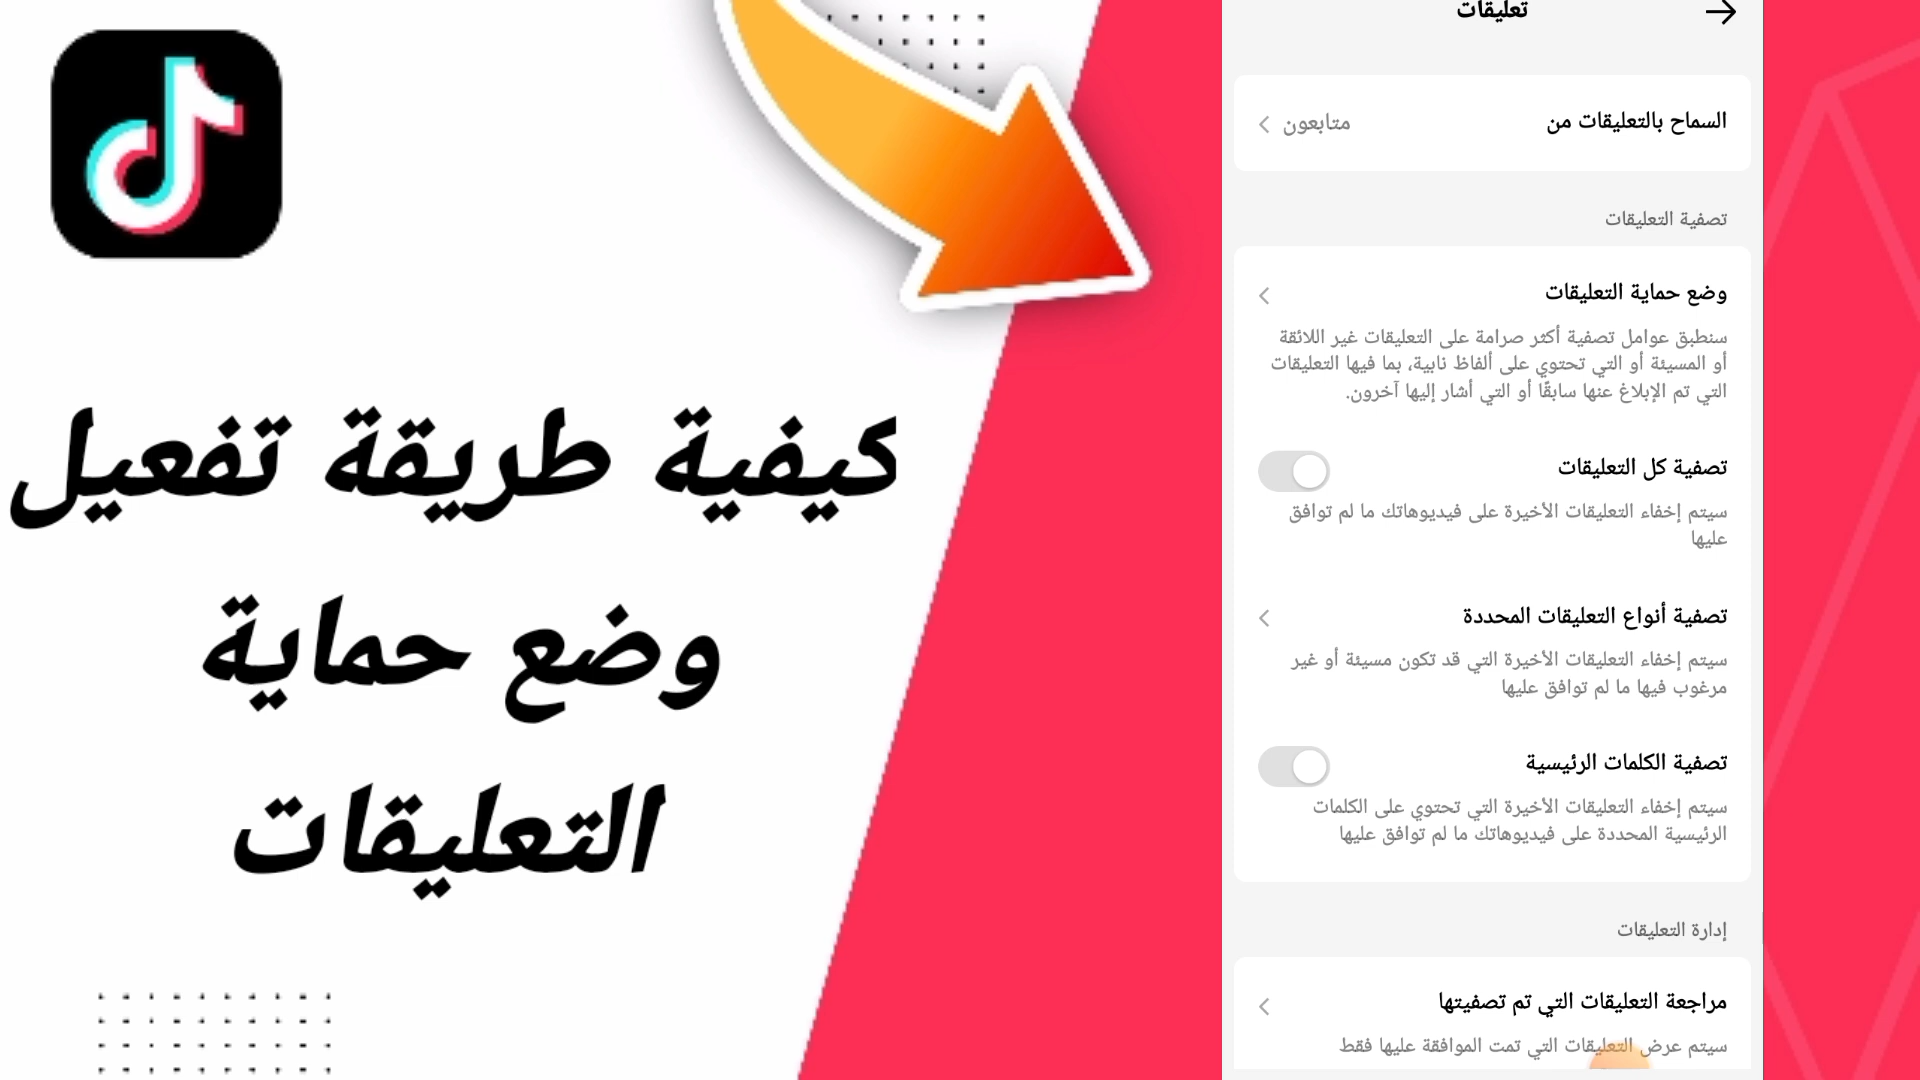 كيفية طريقة تفعيل
وضع حماية
التعليقات
تعليقات
السماح بالتعليقات من
متابعون
تصفية التعليقات
وضع حماية التعليقات
سنطبق عوامل تصفية أكثر صرامة على التعليقات غير اللائقة
أو المسيئة أو التي تحتوي على ألفاظ نابية، بما فيها التعليقات
التي تم الإبلاغ عنها سابقًا أو التي أشار إليها آخرون.
تصفية كل التعليقات
سيتم إخفاء التعليقات الأخيرة على فيديوهاتك ما لم توافق
عليها
تصفية أنواع التعليقات المحددة
سيتم إخفاء التعليقات الأخيرة التي قد تكون مسيئة أو غير
مرغوب فيها ما لم توافق عليها
تصفية الكلمات الرئيسية
سيتم إخفاء التعليقات الأخيرة التي تحتوي على الكلمات
الرئيسية المحددة على فيديوهاتك ما لم توافق عليها
إدارة التعليقات
مراجعة التعليقات التي تم تصفيتها
سيتم عرض التعليقات التي تمت الموافقة عليها فقط